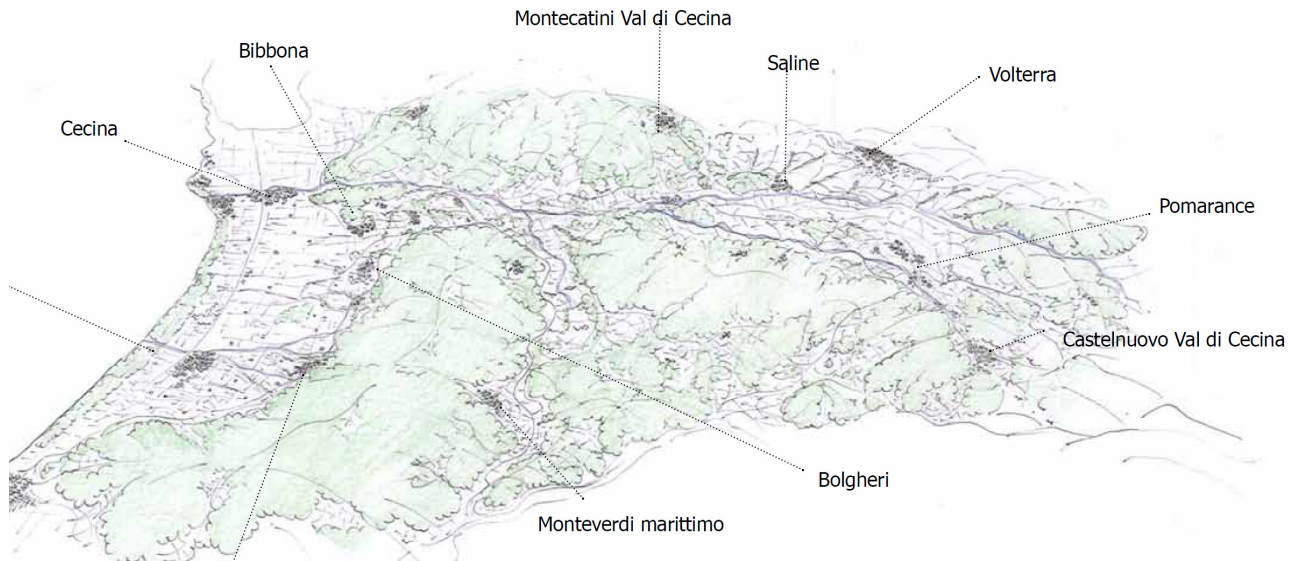 Montecatini Val di Cecina
Bibbona
Saline
Volterra
Cecina
Pomarance
Castelnuovo Val di Cecina
Bolgheri
Monteverdi marittimo